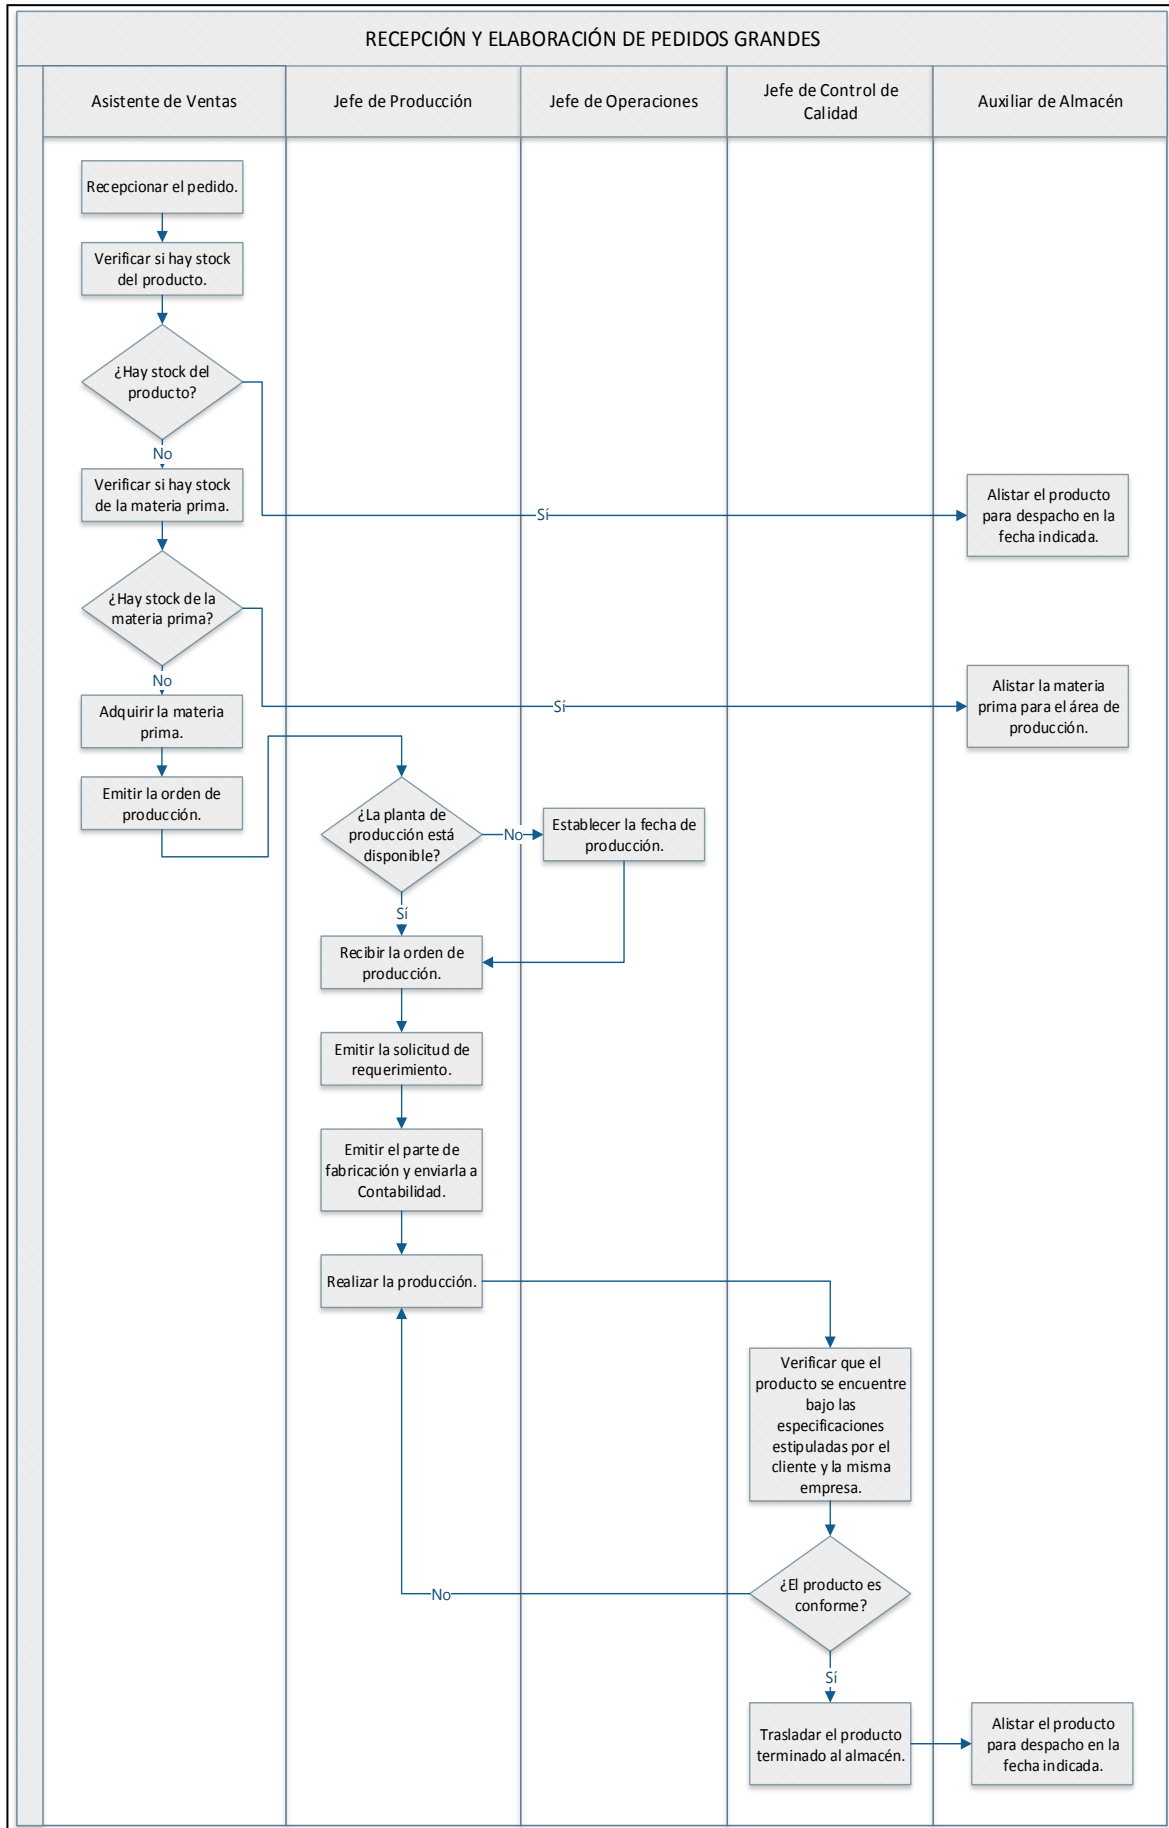 RECEPCIÓN Y ELABORACIÓN DE PEDIDOS GRANDES
Asistente de Ventas
Jefe de Producción
Jefe de Operaciones
Jefe de Control de
Calidad
Auxiliar de Almacén
Recepcionar el pedido.
Verificar si hay stock
del producto.
¿Hay stock del
producto?
No
Verificar si hay stock
de la materia prima.
Sí
Alistar el producto
para despacho en la
fecha indicada.
¿Hay stock de la
materia prima?
No
Adquirir la materia
prima.
Sí
Alistar la materia
prima para el área de
producción.
Emitir la orden de
producción.
¿La planta de
producción está
disponible?
No
Establecer la fecha de
producción.
Sí
Recibir la orden de
producción.
Emitir la solicitud de
requerimiento.
Emitir el parte de
fabricación y enviarla a
Contabilidad.
Realizar la producción.
Verificar que el
producto se encuentre
bajo las
especificaciones
estipuladas por el
cliente y la misma
empresa.
¿El producto es
conforme?
No
Sí
Trasladar el producto
terminado al almacén.
Alistar el producto
para despacho en la
fecha indicada.